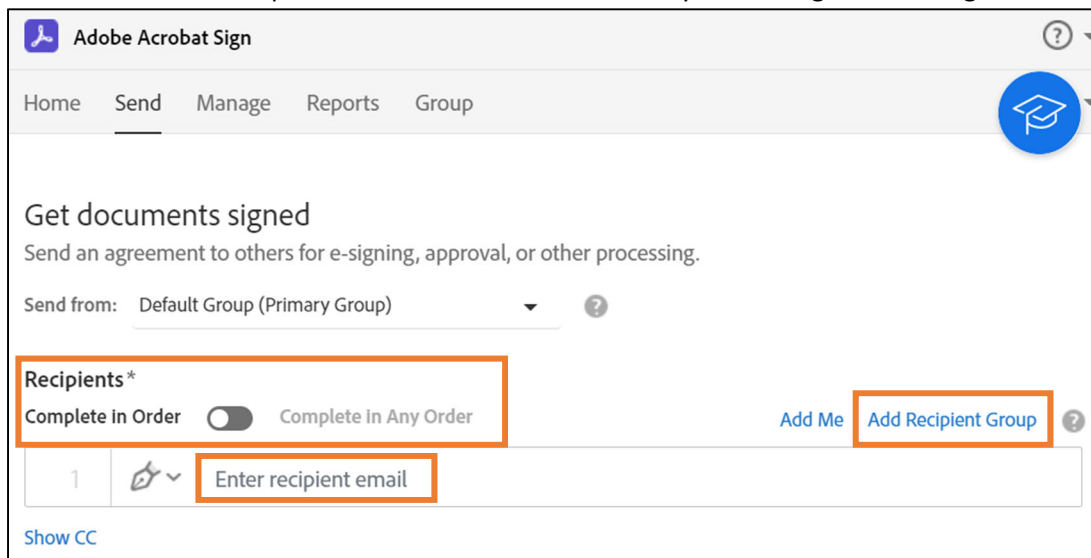 Adobe Acrobat Sign ?
Home Send Manage Reports Group
Get documents signed
Send an agreement to others for e-signing, approval, or other processing.
Send from: Default Group (Primary Group) ?
Recipients*
Complete in Order Complete in Any Order Add Me Add Recipient Group ?
1 Enter recipient email
Show CC